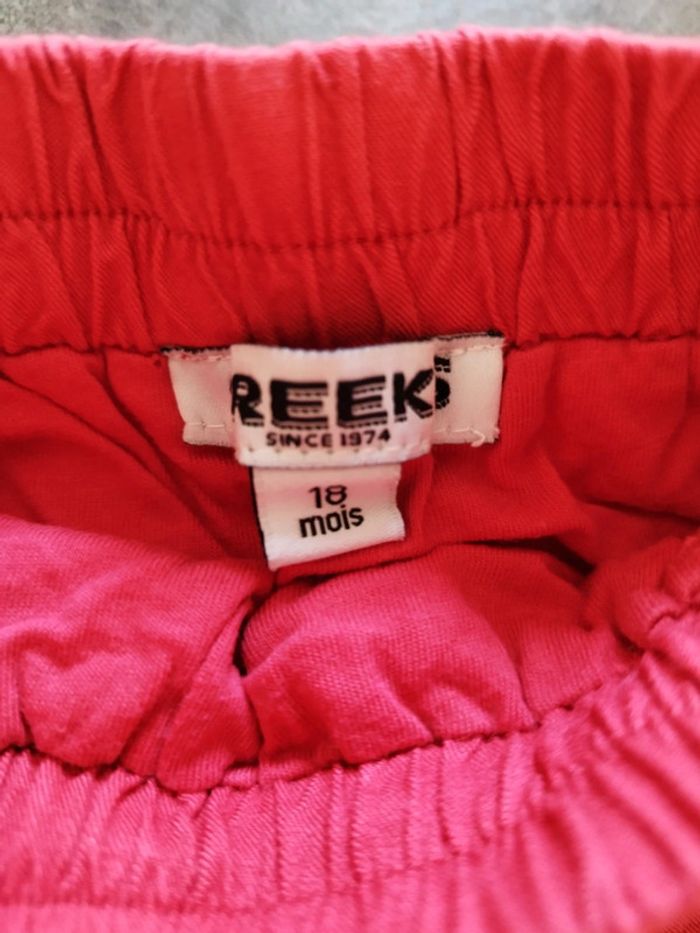 REEKS
SINCE 1974
18
mois